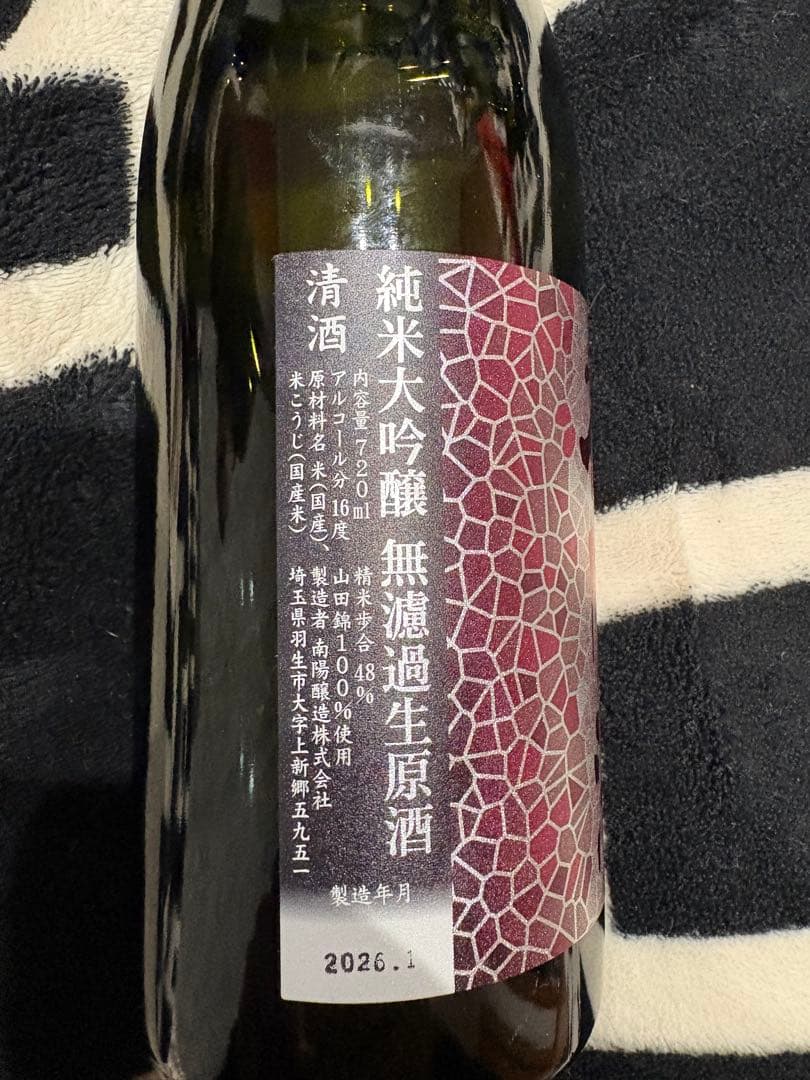 純米大吟醸 無濾過生原酒
清酒
内容量 720ml 精米歩合 48%
アルコール分 16度 山田錦100%使用
原材料名 米(国産)、 製造者 南陽醸造株式会社
米こうじ(国産米) 埼玉県羽生市大字上新郷五九五一
製造年月
2026.1